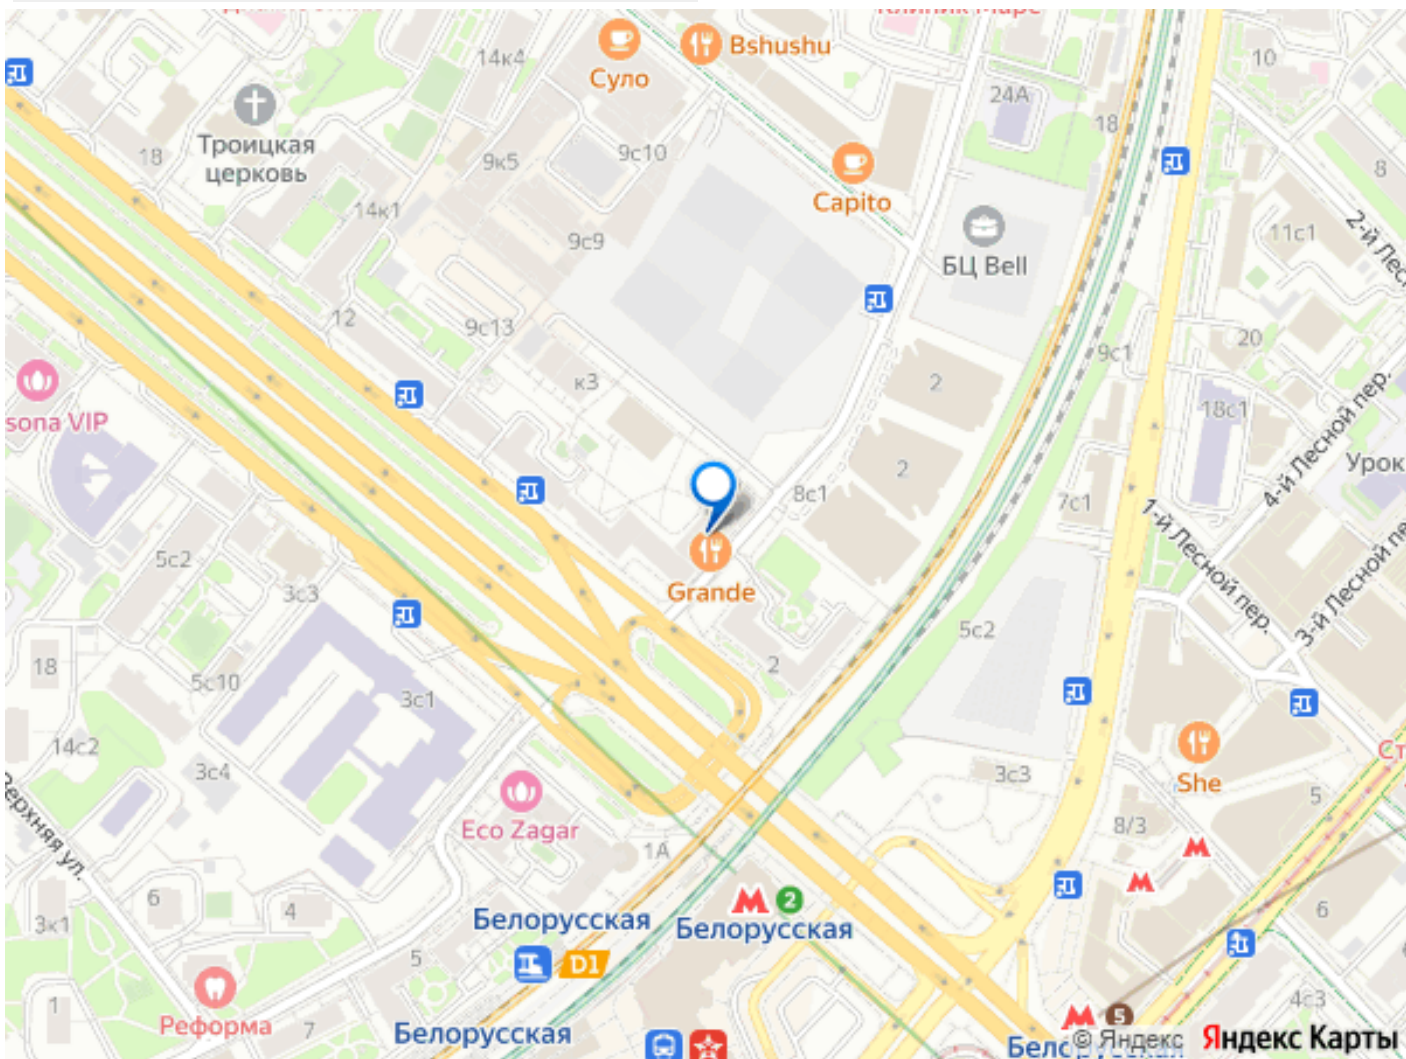 14к4
Суло
Bshushu
24А
18
10
8
Троицкая
церковь
18
9к5
9с10
Capito
14к1
9с9
БЦ Bell
11с1
2-й Лес
12
9с13
к3
2
9с1
20
sona VIP
18с1
4-й Лесной пер.
Урок
2
8с1
7с1
1-й Лесной пер.
3-й Лесной пе
Grande
5с2
3с3
5с2
2
18
5с10
3с1
14с2
3с4
3с3
She
Ст
5
8/3
Верхняя ул.
Eco Zagar
1А
6
4
3к1
Белорусская
2
Белорусская
6
D1
5
1
Реформа
7
Белорусская
5
4с3
© Яндекс
Яндекс Карты